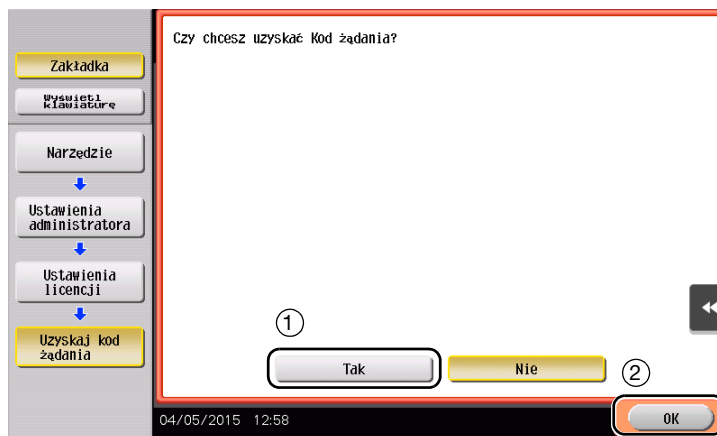 Czy chcesz uzyskać Kod żądania?
Zakładka
Wyświetl
klawiaturę
Narzędzie
Ustawienia
administratora
Ustawienia
licencji
Uzyskaj kod
żądania
1
Tak
Nie
2
04/05/2015 12:58
OK